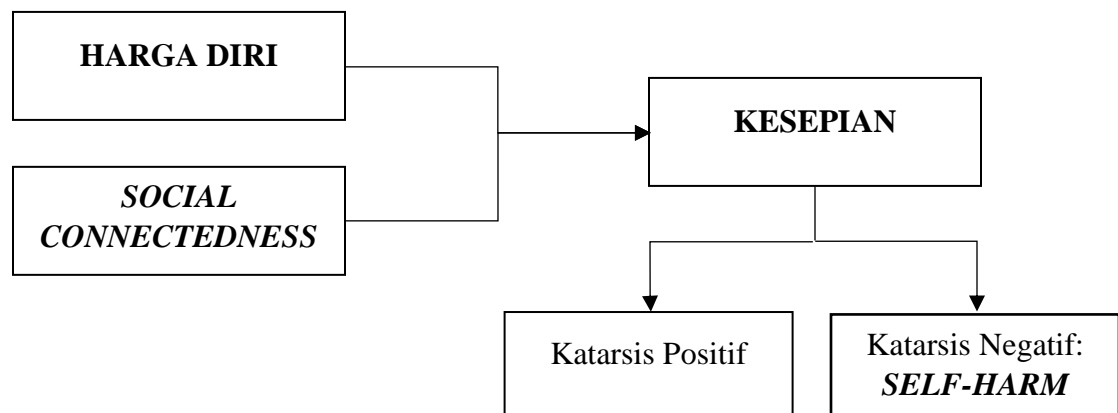 HARGA DIRI
KESEPIAN
SOCIAL
CONNECTEDNESS
Katarsis Positif
Katarsis Negatif:
SELF-HARM